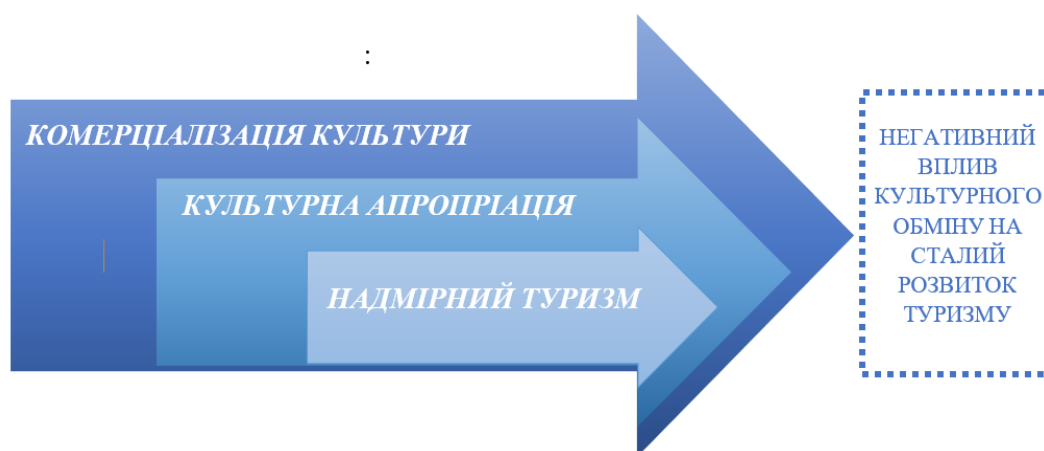 :
КОМЕРЦІАЛІЗАЦІЯ КУЛЬТУРИ
КУЛЬТУРНА АПРОПРІАЦІЯ
НАДМІРНИЙ ТУРИЗМ
НЕГАТИВНИЙ
ВПЛИВ
КУЛЬТУРНОГО
ОБМІНУ НА
СТАЛИЙ
РОЗВИТОК
ТУРИЗМУ